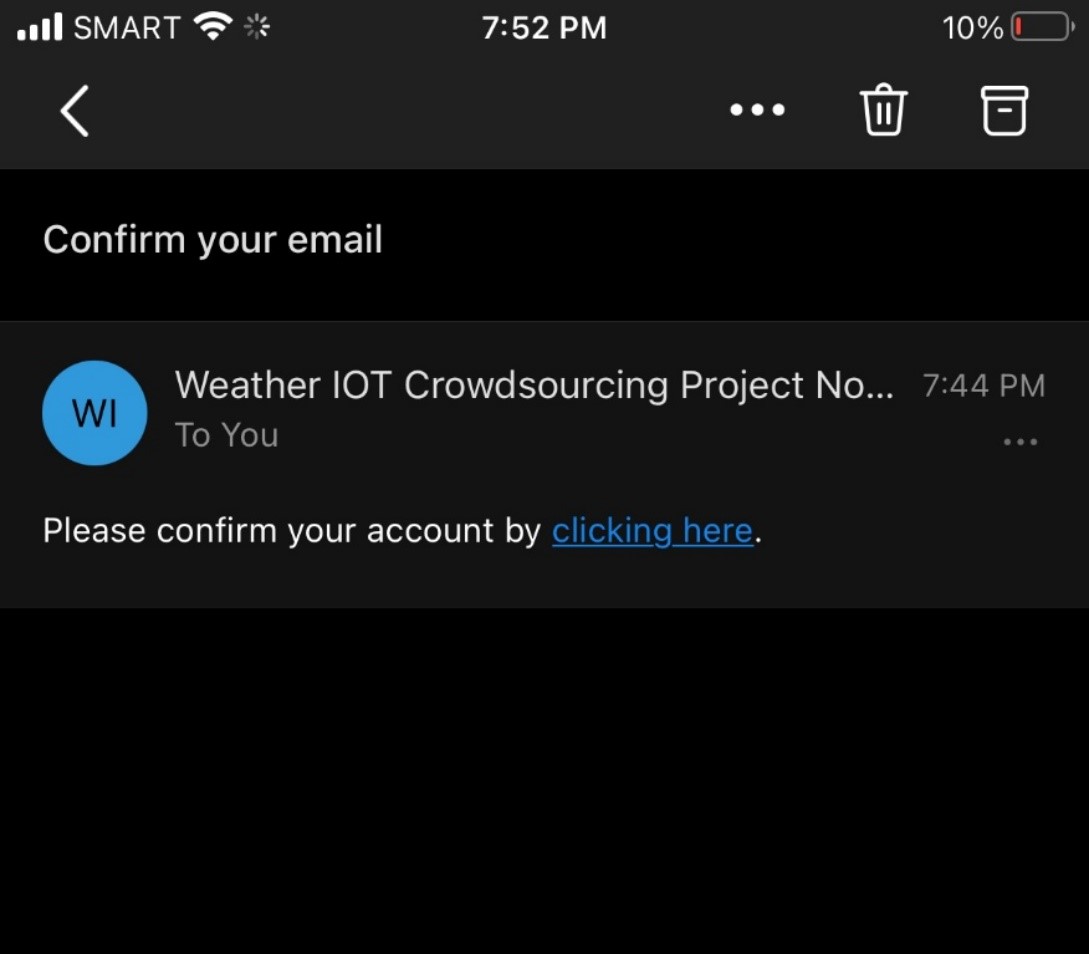 SMART 7:52 PM 10%
Confirm your email
WI
Weather IOT Crowdsourcing Project No... 7:44 PM
To You
Please confirm your account by clicking here.